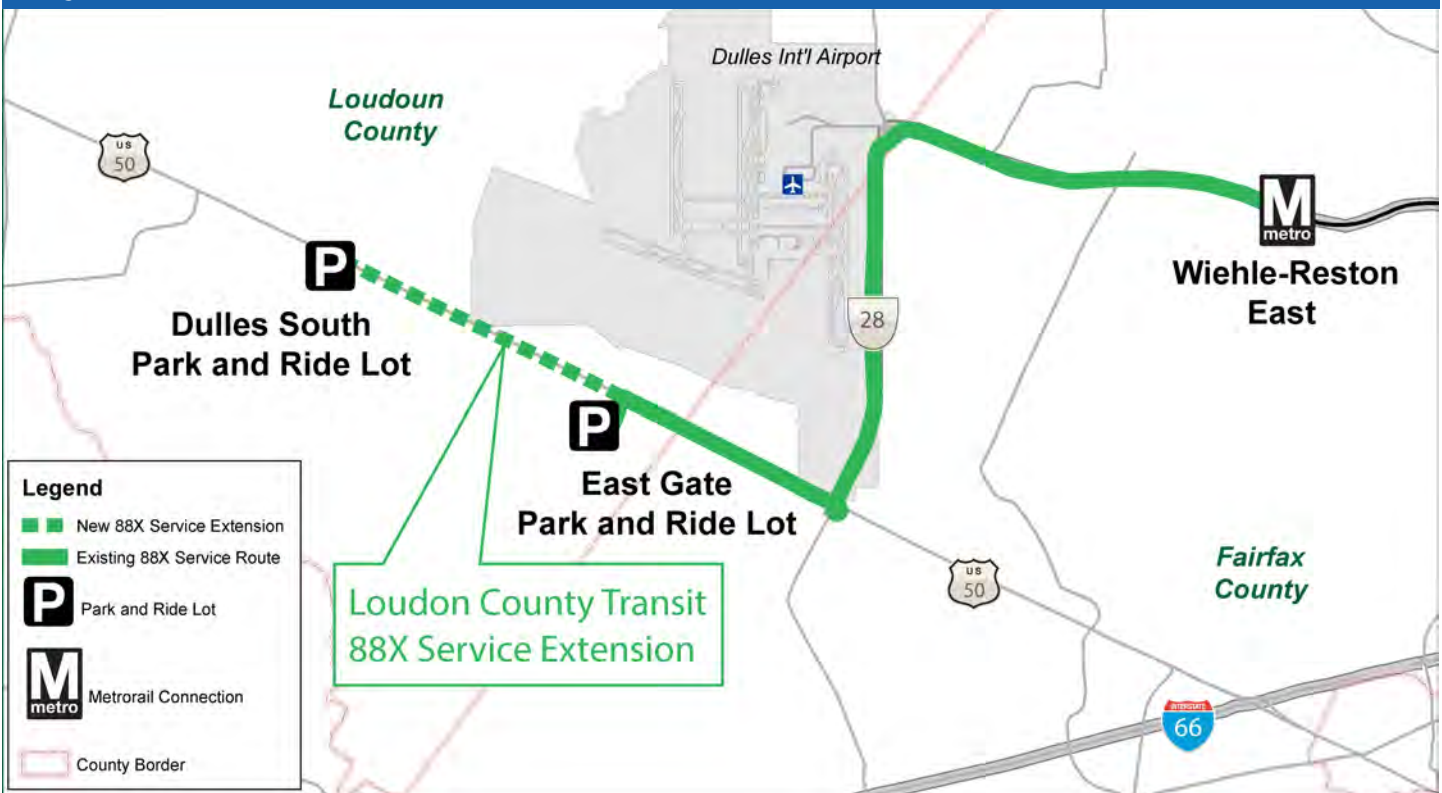 Dulles Int'l Airport
Loudoun
County
US
50
P
Dulles South
Park and Ride Lot
M
metro
Wiehle-Reston
East
28
P
East Gate
Park and Ride Lot
Loudon County Transit
88X Service Extension
US
50
Fairfax
County
INTERSTATE
66
Legend
New 88X Service Extension
Existing 88X Service Route
P
Park and Ride Lot
M
metro
Metrorail Connection
County Border